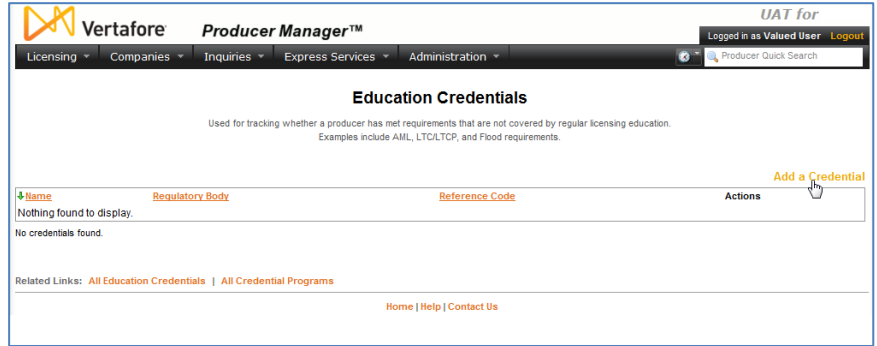 UAT for
Vertafore Producer Manager™
Logged in as Valued User Logout
Licensing Companies Inquiries Express Services Administration Producer Quick Search
Education Credentials
Used for tracking whether a producer has met requirements that are not covered by regular licensing education.
Examples include AML, LTC/LTCP, and Flood requirements.
Add a Credential
Name Regulatory Body Reference Code Actions
Nothing found to display.
No credentials found.
Related Links: All Education Credentials | All Credential Programs
Home | Help | Contact Us